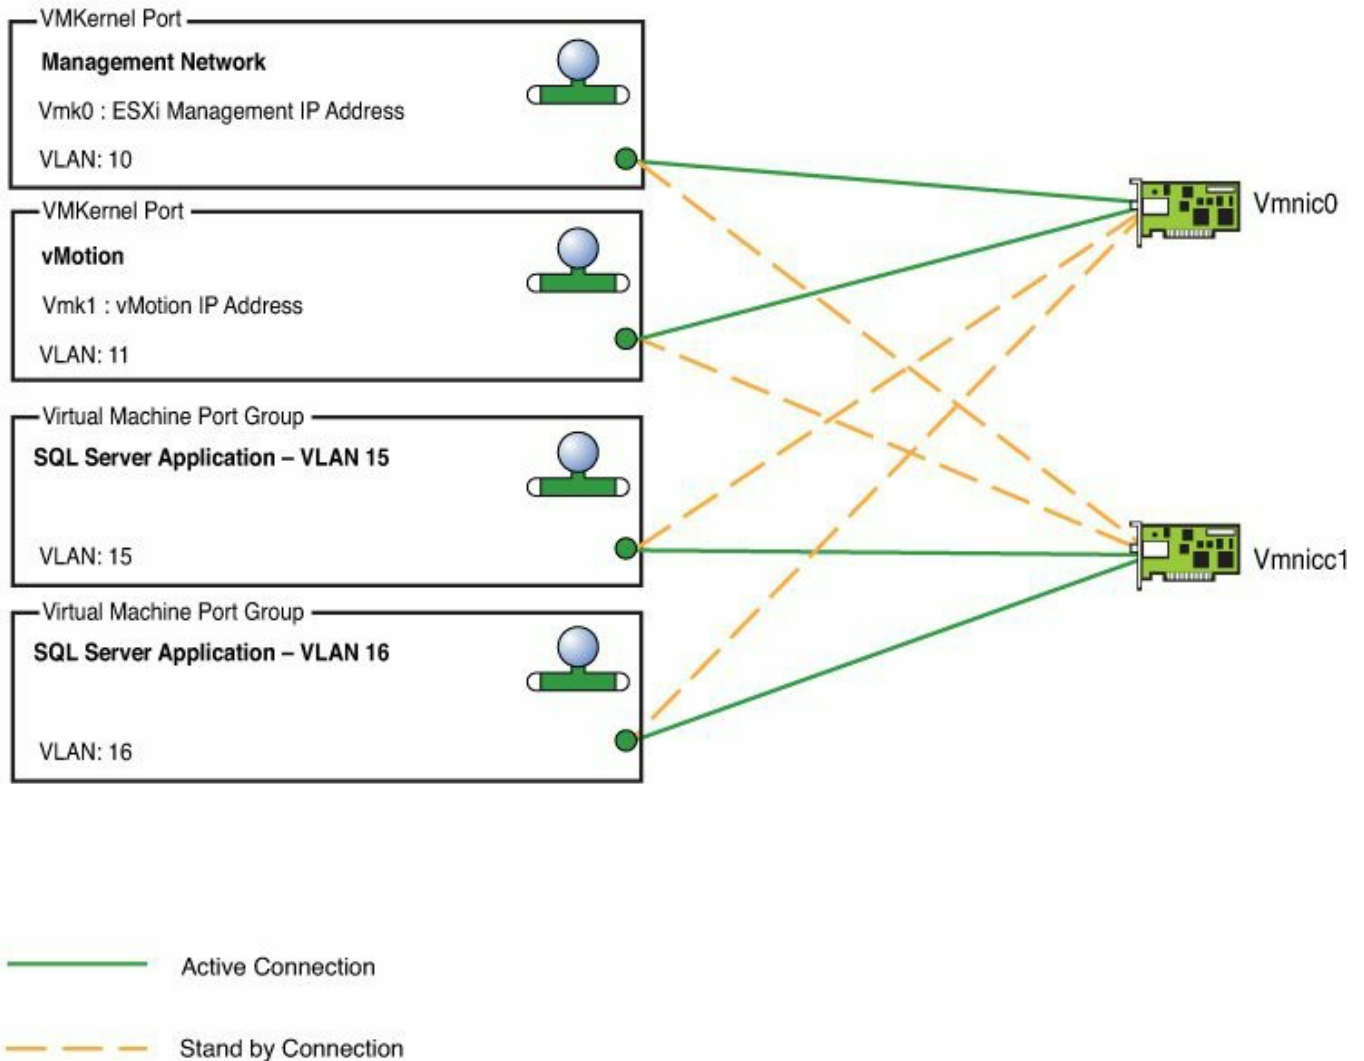 VMKernel Port
Management Network
Vmk0 : ESXi Management IP Address
VLAN: 10
VMKernel Port
vMotion
Vmk1 : vMotion IP Address
VLAN: 11
Virtual Machine Port Group
SQL Server Application – VLAN 15
VLAN: 15
Virtual Machine Port Group
SQL Server Application – VLAN 16
VLAN: 16
Vmnic0
Vmnicc1
Active Connection
Stand by Connection